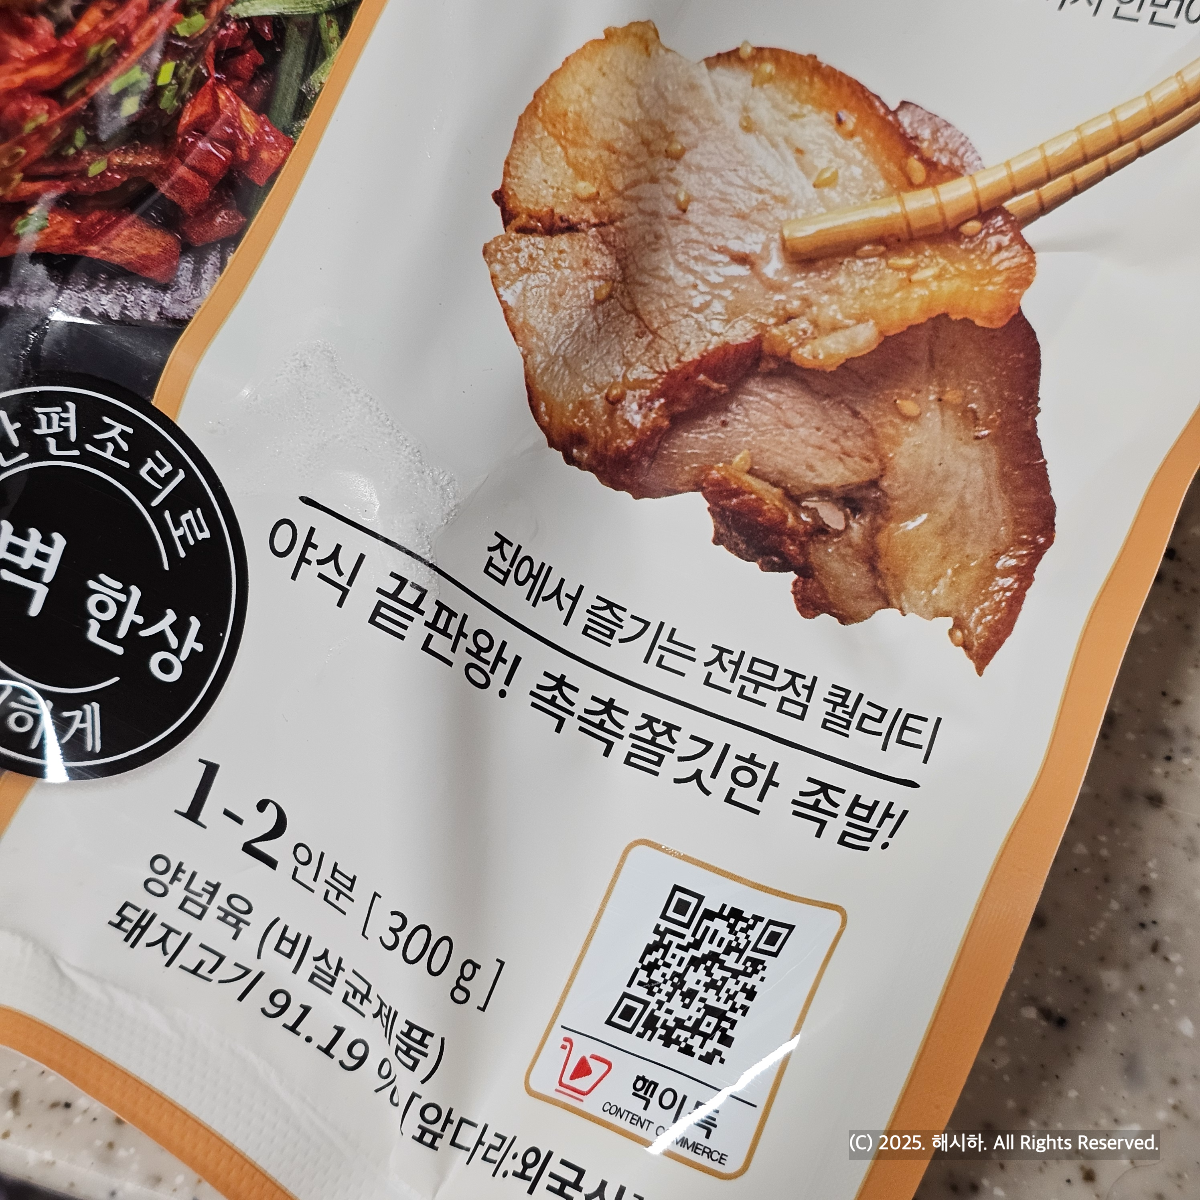 편조리로
한상
하게
집에서 즐기는 전문점 퀄리티
야식 끝판왕! 촉촉쫄깃한 족발!
1-2인분 [300g]
양념육 (비살균제품)
돼지고기 91.19 %(앞다리:외국산
핵이득
CONTENT COMMERCE
(C) 2025. 해시하. All Rights Reserved.